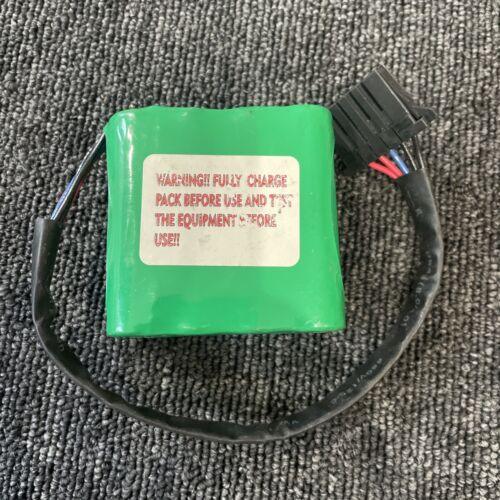 WARNING!! FULLY CHARGE
PACK BEFORE USE AND TEST
THE EQUIPMENT BEFORE
USE!!